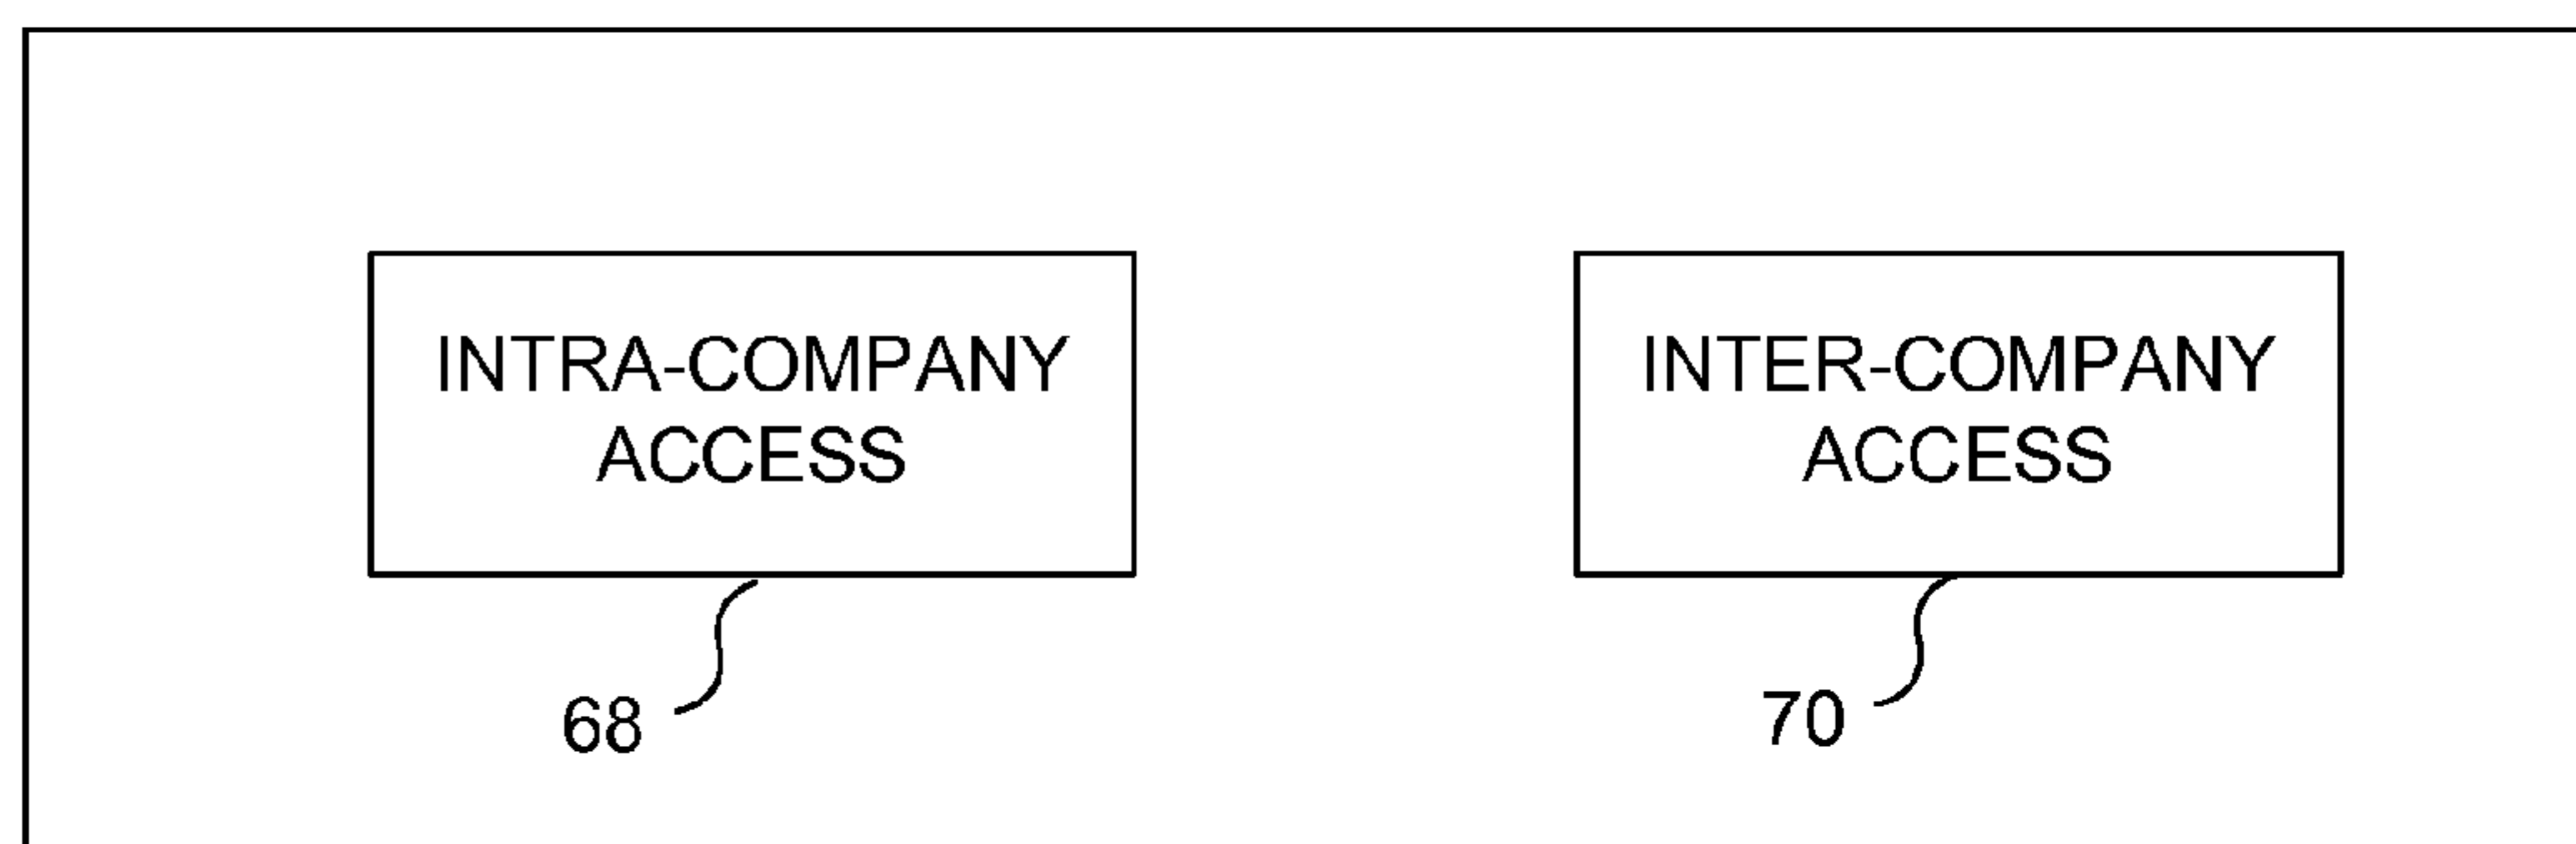 INTRA-COMPANY
ACCESS
INTER-COMPANY
ACCESS
68
70